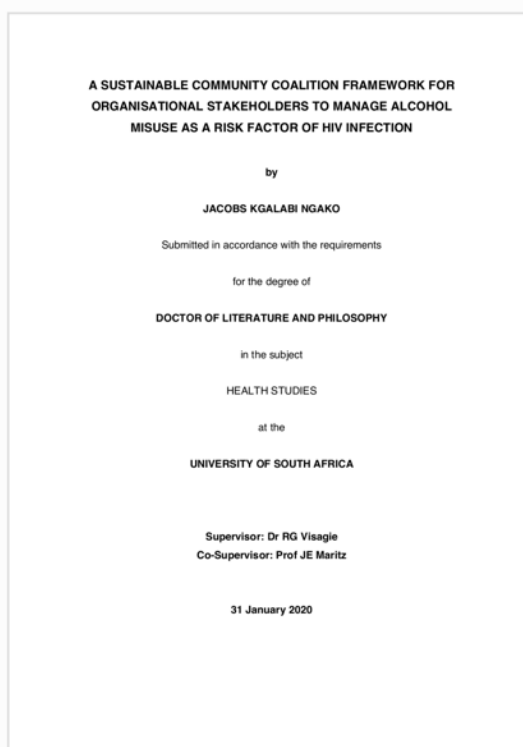 A SUSTAINABLE COMMUNITY COALITION FRAMEWORK FOR
ORGANISATIONAL STAKEHOLDERS TO MANAGE ALCOHOL
MISUSE AS A RISK FACTOR OF HIV INFECTION
by
JACOBS KGALABI NGAKO
Submitted in accordance with the requirements
for the degree of
DOCTOR OF LITERATURE AND PHILOSOPHY
in the subject
HEALTH STUDIES
at the
UNIVERSITY OF SOUTH AFRICA
Supervisor: Dr RG Visagie
Co-Supervisor: Prof JE Maritz
31 January 2020